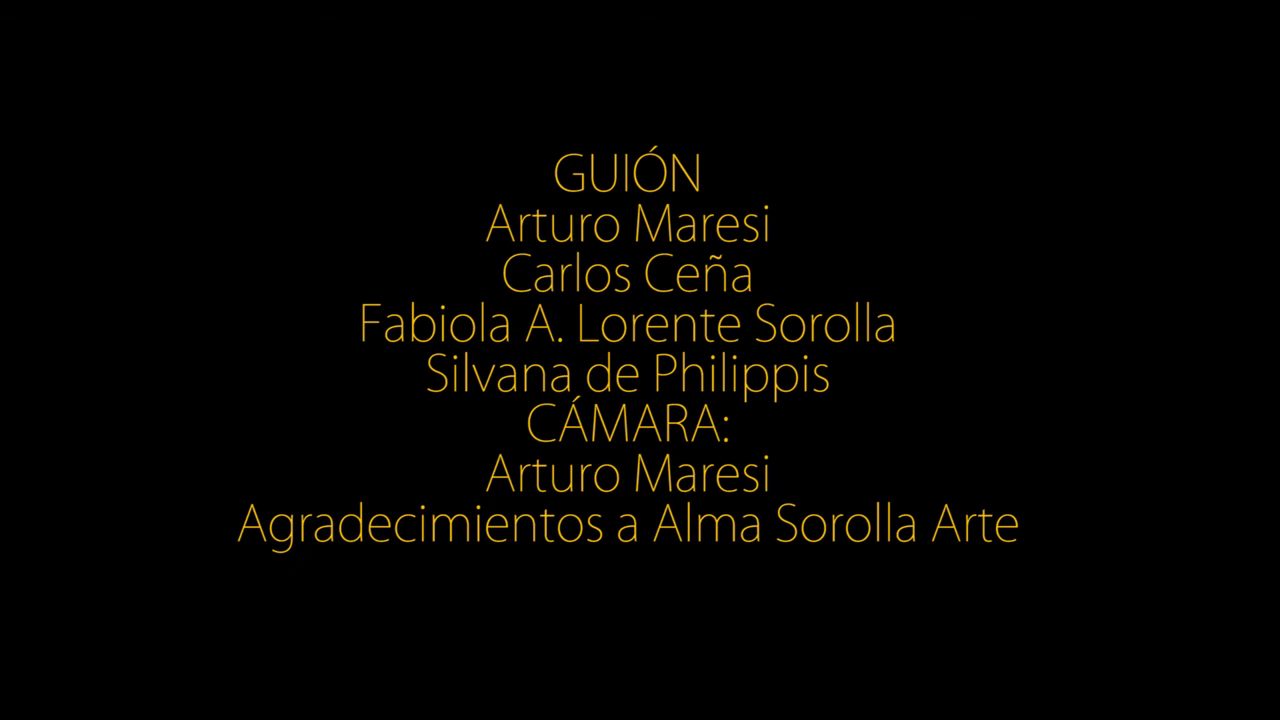 GUIÓN
Arturo Maresi
Carlos Ceña
Fabiola A. Lorente Sorolla
Silvana de Philippis
CÁMARA:
Arturo Maresi
Agradecimientos a Alma Sorolla Arte